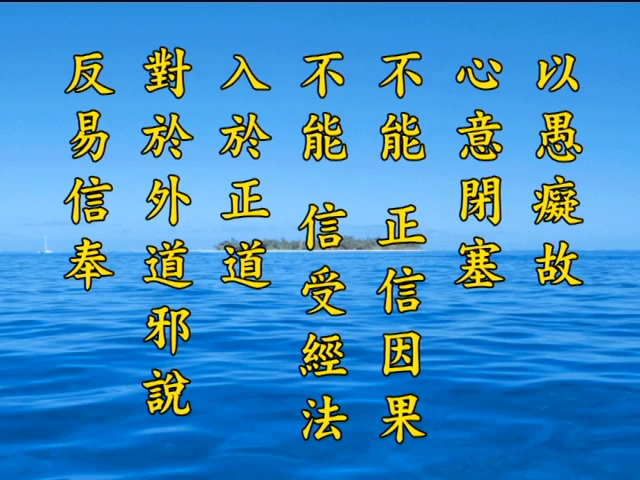 以愚癡故
心意閉塞
不能 正信因果
不能 信受經法
入於正道
對於外道邪說
反易信奉